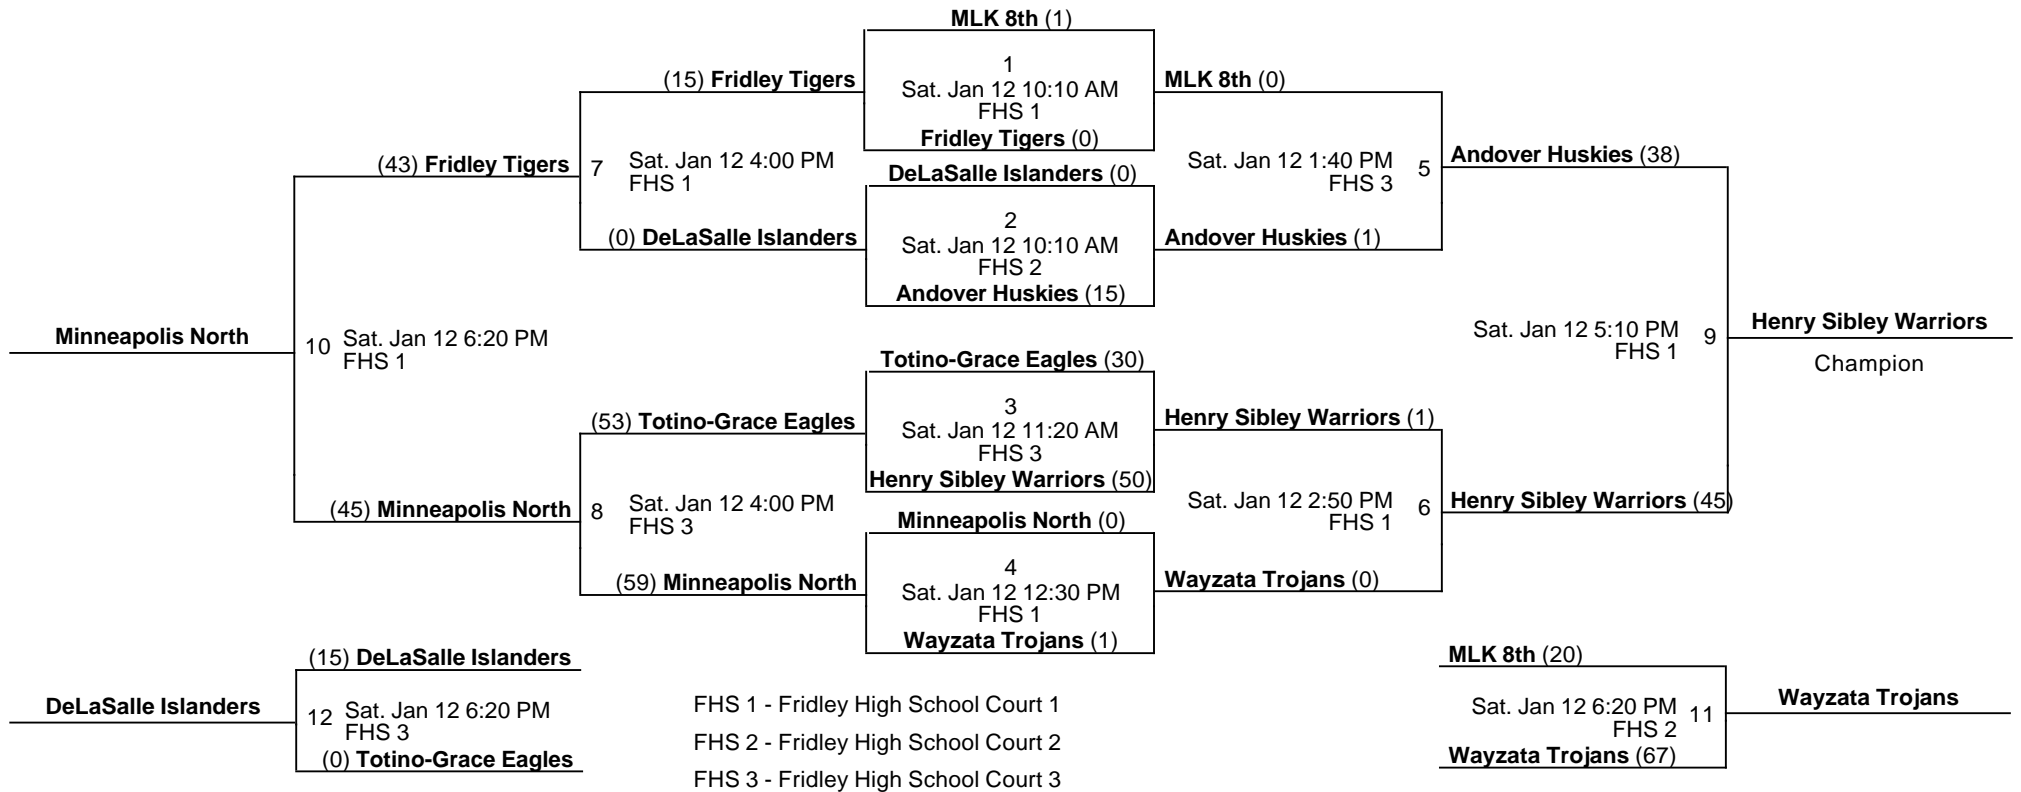 MLK 8th (1)
1
Sat. Jan 12 10:10 AM
FHS 1
Fridley Tigers (0)
DeLaSalle Islanders (0)
2
Sat. Jan 12 10:10 AM
FHS 2
Andover Huskies (15)
Totino-Grace Eagles (30)
3
Sat. Jan 12 11:20 AM
FHS 3
Henry Sibley Warriors (50)
Minneapolis North (0)
4
Sat. Jan 12 12:30 PM
FHS 1
Wayzata Trojans (1)
MLK 8th (0)
Sat. Jan 12 1:40 PM 5
FHS 3
Andover Huskies (1)
Henry Sibley Warriors (1)
Sat. Jan 12 2:50 PM 6
FHS 1
Wayzata Trojans (0)
(15) Fridley Tigers
7 Sat. Jan 12 4:00 PM
FHS 1
(0) DeLaSalle Islanders
(53) Totino-Grace Eagles
8 Sat. Jan 12 4:00 PM
FHS 3
(59) Minneapolis North
Andover Huskies (38)
Sat. Jan 12 5:10 PM 9
FHS 1
Henry Sibley Warriors (45)
Henry Sibley Warriors
Champion
(43) Fridley Tigers
10 Sat. Jan 12 6:20 PM
FHS 1
(45) Minneapolis North
Minneapolis North
MLK 8th (20)
Sat. Jan 12 6:20 PM 11
FHS 2
Wayzata Trojans (67)
Wayzata Trojans
(15) DeLaSalle Islanders
12 Sat. Jan 12 6:20 PM
FHS 3
(0) Totino-Grace Eagles
DeLaSalle Islanders
FHS 1 - Fridley High School Court 1
FHS 2 - Fridley High School Court 2
FHS 3 - Fridley High School Court 3